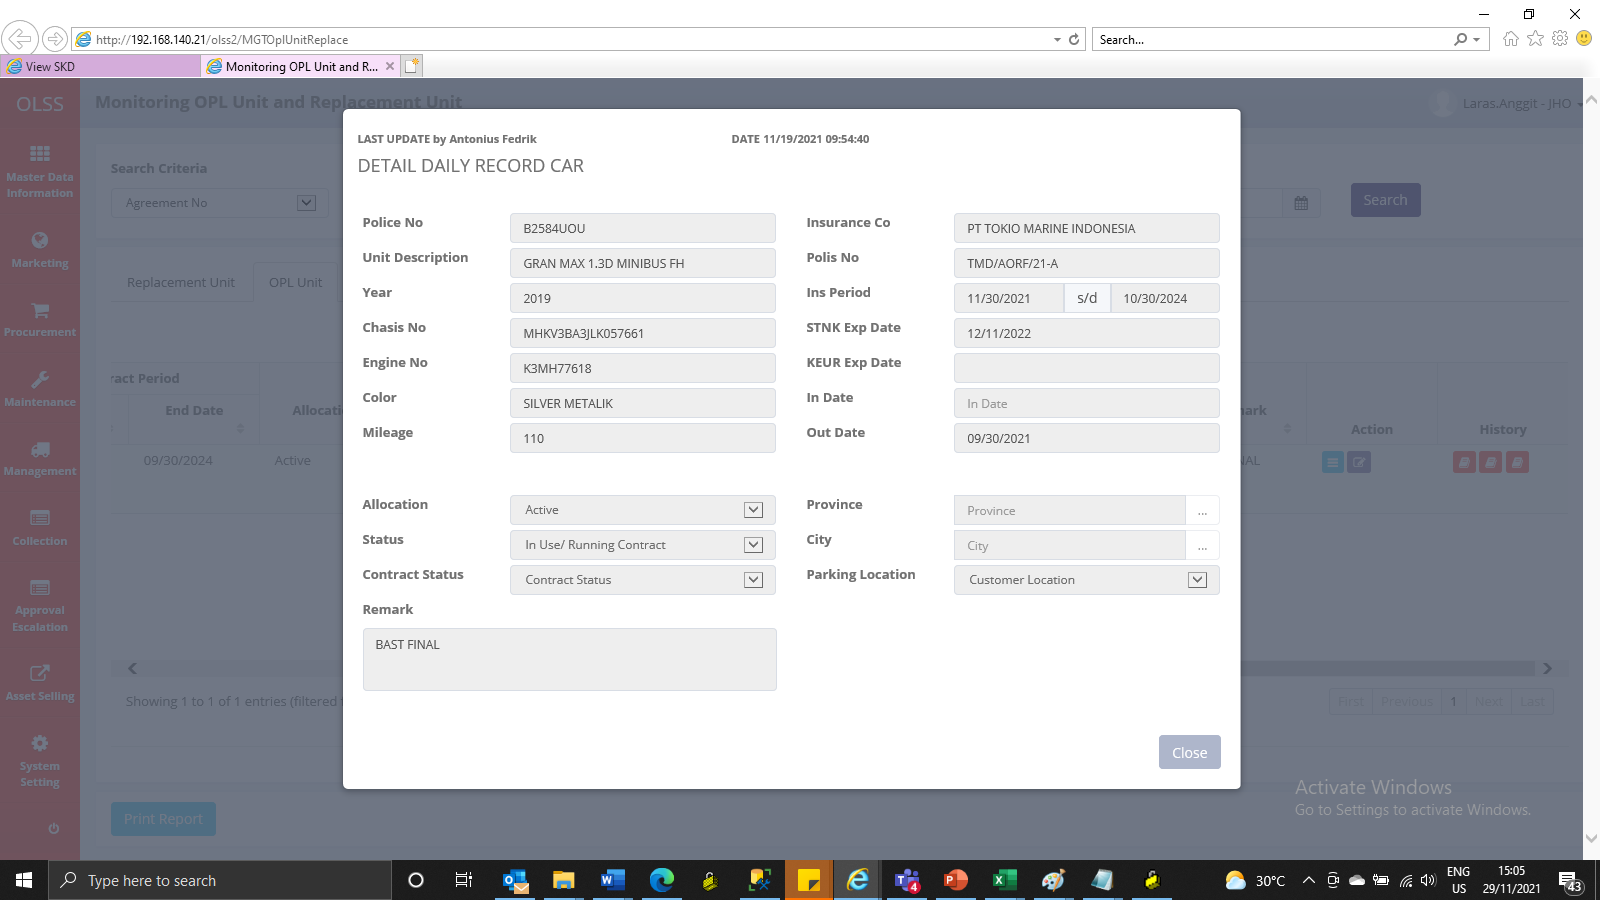 http://192.168.140.21/olss2/MGTOplUnitReplace
Search...
View SKD
Monitoring OPL Unit and R...
OLSS
Monitoring OPL Unit and Replacement Unit
Laras.Anggit - JHO
Master Data
Information
Marketing
Procurement
Maintenance
Management
Collection
Approval
Escalation
Asset Selling
System
Setting
Search Criteria
Agreement No
Search
Replacement Unit
OPL Unit
ract Period
End Date
Allocati
ark
Action
History
09/30/2024
Active
NAL
Showing 1 to 1 of 1 entries (filtered
First
Previous
1
Next
Last
Print Report
LAST UPDATE by Antonius Fedrik
DATE 11/19/2021 09:54:40
DETAIL DAILY RECORD CAR
Police No
B2584UOU
Unit Description
GRAN MAX 1.3D MINIBUS FH
Year
2019
Chasis No
MHKV3BA3JLK057661
Engine No
K3MH77618
Color
SILVER METALIK
Mileage
110
Insurance Co
PT TOKIO MARINE INDONESIA
Polis No
TMD/AORF/21-A
Ins Period
11/30/2021 s/d 10/30/2024
STNK Exp Date
12/11/2022
KEUR Exp Date
In Date
In Date
Out Date
09/30/2021
Allocation
Active
Status
In Use/ Running Contract
Contract Status
Contract Status
Remark
BAST FINAL
Province
Province
...
City
City
...
Parking Location
Customer Location
Close
Activate Windows
Go to Settings to activate Windows.
Type here to search
4
30°C
ENG
US
15:05
29/11/2021
43